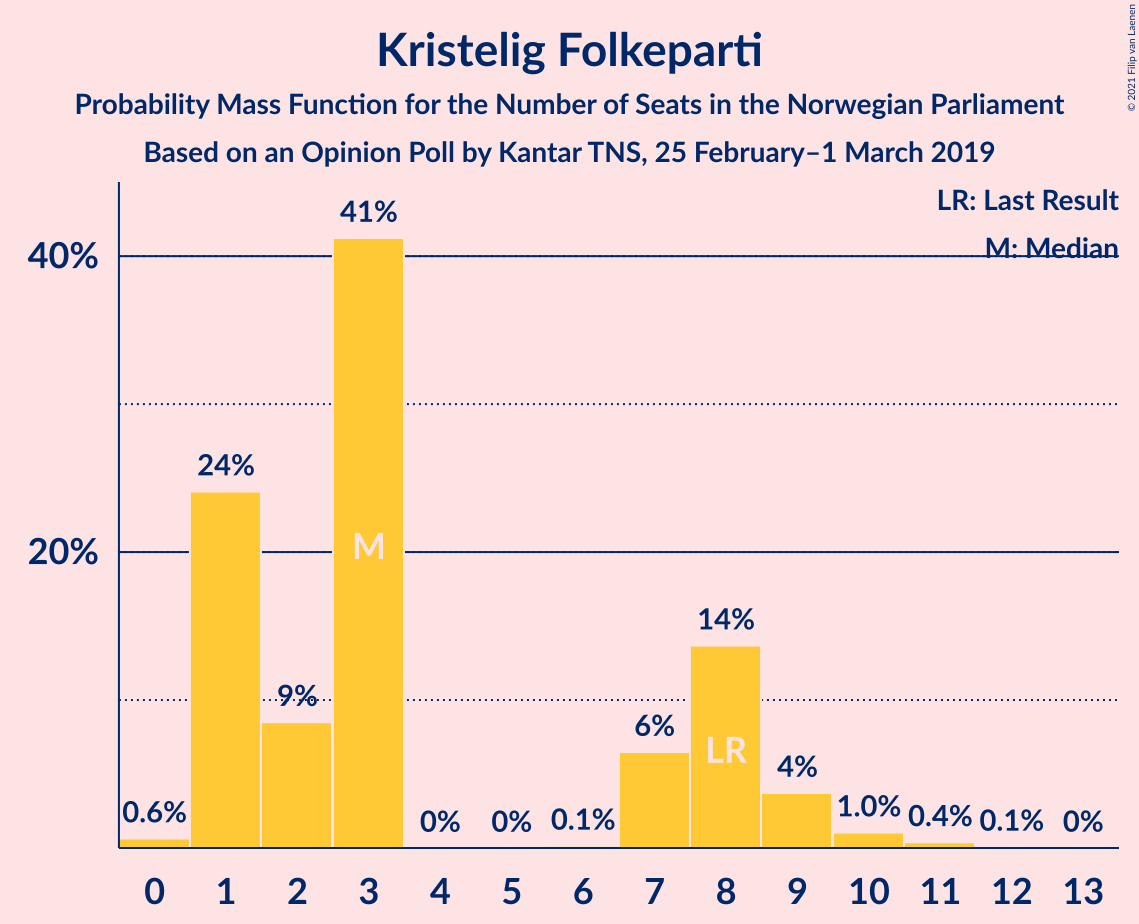 Kristelig Folkeparti
Probability Mass Function for the Number of Seats in the Norwegian Parliament
Based on an Opinion Poll by Kantar TNS, 25 February–1 March 2019
© 2021 Filip van Laenen
LR: Last Result
M: Median
40%
20%
0.6%
24%
9%
41%
0%
0%
0.1%
6%
14%
4%
1.0%
0.4%
0.1%
0%
M
LR
0 1 2 3 4 5 6 7 8 9 10 11 12 13